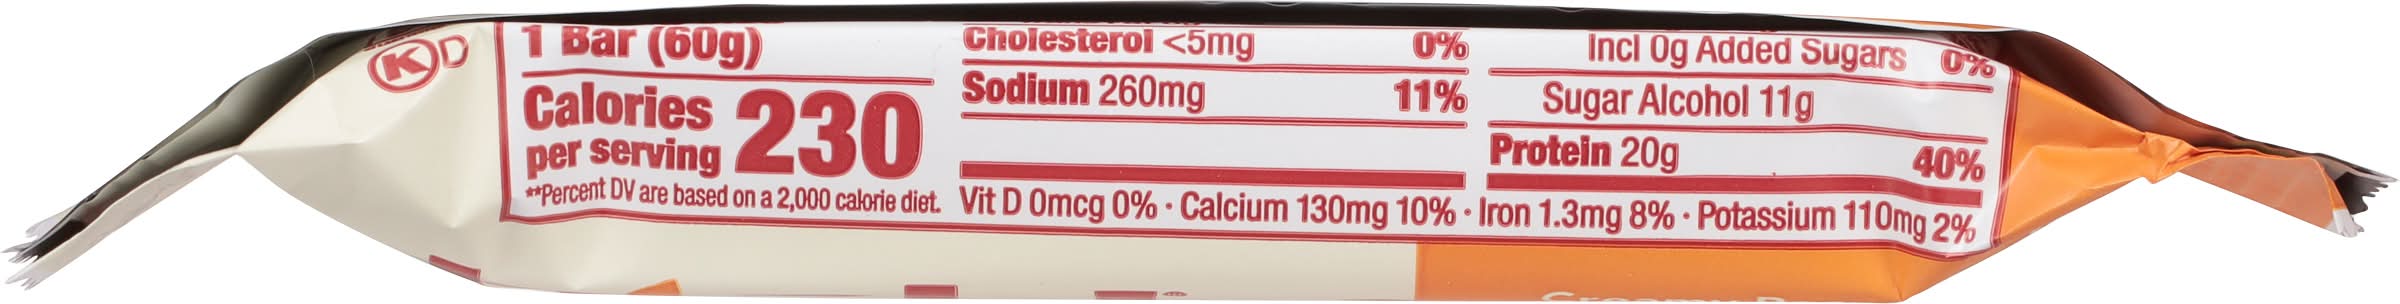 K D
1 Bar (60g)
Calories
per serving 230
**Percent DV are based on a 2,000 calorie diet.
Cholesterol <5mg 0%
Sodium 260mg 11%
Incl 0g Added Sugars 0%
Sugar Alcohol 11g
Protein 20g 40%
Vit D 0mcg 0% · Calcium 130mg 10% · Iron 1.3mg 8% · Potassium 110mg 2%